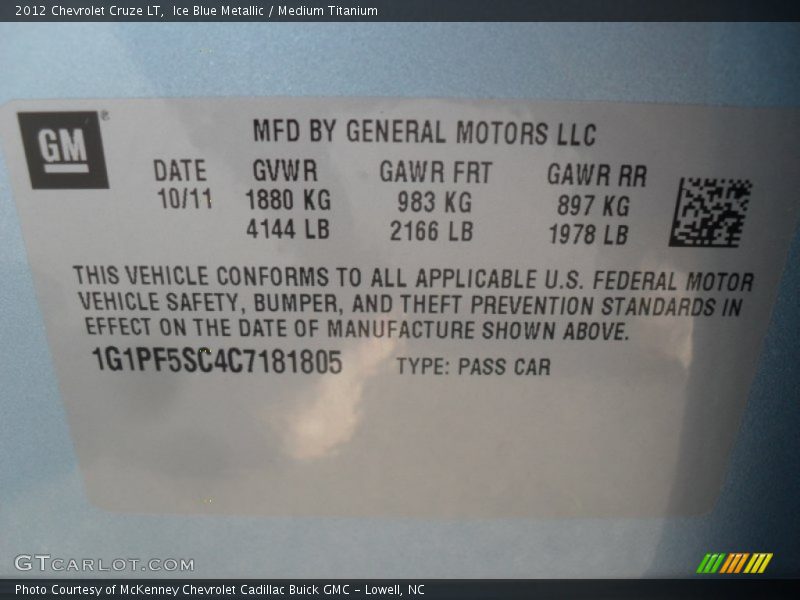 2012 Chevrolet Cruze LT, Ice Blue Metallic / Medium Titanium
GM®
MFD BY GENERAL MOTORS LLC
DATE GVWR GAWR FRT GAWR RR
10/11 1880 KG 983 KG 897 KG
4144 LB 2166 LB 1978 LB
THIS VEHICLE CONFORMS TO ALL APPLICABLE U.S. FEDERAL MOTOR
VEHICLE SAFETY, BUMPER, AND THEFT PREVENTION STANDARDS IN
EFFECT ON THE DATE OF MANUFACTURE SHOWN ABOVE.
1G1PF5SC4C7181805 TYPE: PASS CAR
GTCARLOT.COM
Photo Courtesy of McKenney Chevrolet Cadillac Buick GMC - Lowell, NC